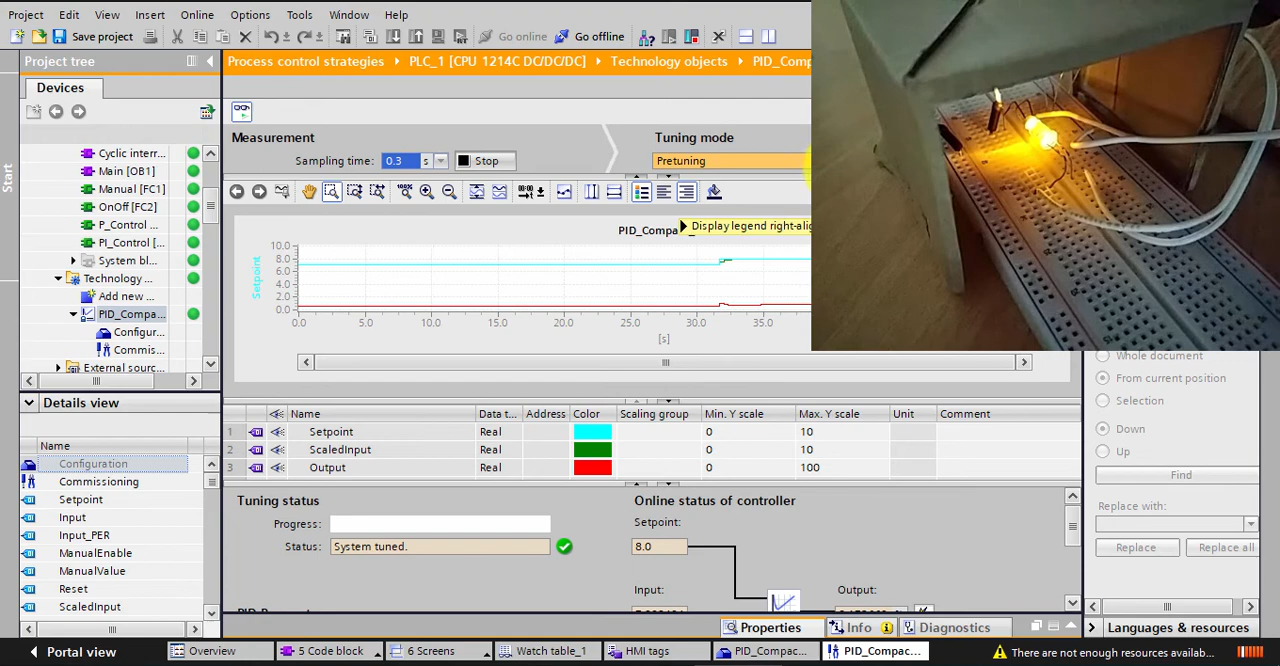 Project Edit View Insert Online Options Tools Window Help
Save project Go online Go offline
Project tree
Process control strategies PLC_1 [CPU 1214C DC/DC/DC] Technology objects PID_Comp
Devices
Start
Measurement Tuning mode
Sampling time: 0.3 s Stop Pretuning
Cyclic interr...
Main [OB1]
Manual [FC1]
OnOff [FC2]
P_Control ...
PI_Control [...
System bl...
Technology ...
Add new ...
PID_Compa...
Configur...
Commis...
External sourc...
100%
PID_Compa
Display legend right-alig
Setpoint
10.0
8.0
6.0
4.0
2.0
0.0
0.0 5.0 10.0 15.0 20.0 25.0 30.0 35.0
[s]
Name Data t... Address Color Scaling group Min. Y scale Max. Y scale Unit Comment
1 Setpoint Real 0 10
2 ScaledInput Real 0 10
3 Output Real 0 100
Details view
Name
Configuration
Commissioning
Setpoint
Input
Input_PER
ManualEnable
ManualValue
Reset
ScaledInput
Tuning status
Progress:
Status: System tuned.
Online status of controller
Setpoint:
8.0
Input: Output:
Whole document
From current position
Selection
Down
Up
Find
Replace with:
Replace Replace all
Languages & resources
Properties Info Diagnostics
Portal view Overview 5 Code block 6 Screens Watch table_1 HMI tags PID_Compac... PID_Compac... There are not enough resources availab...